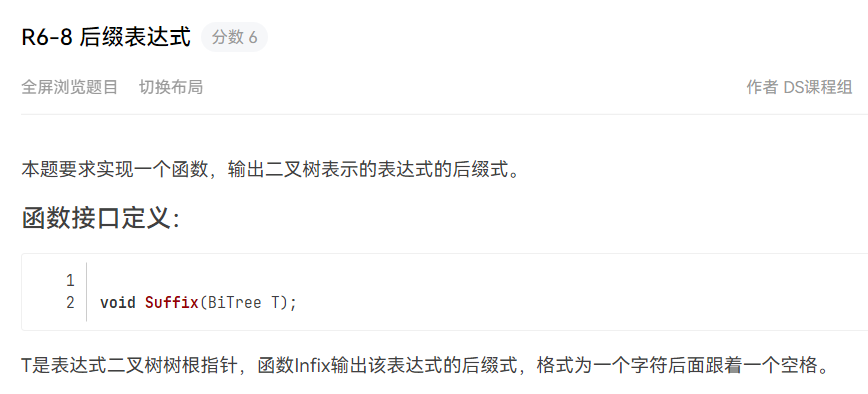 R6-8 后缀表达式 分数 6
全屏浏览题目 切换布局 作者 DS课程组
本题要求实现一个函数，输出二叉树表示的表达式的后缀式。
函数接口定义：
1
2 void Suffix(BiTree T);
T是表达式二叉树树根指针，函数Infix输出该表达式的后缀式，格式为一个字符后面跟着一个空格。